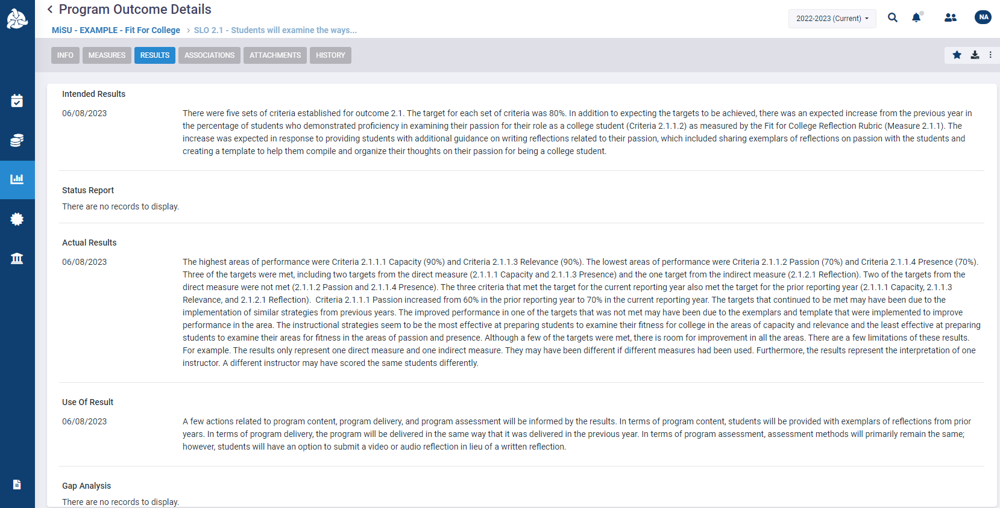 Program Outcome Details
2022-2023 (Current)
NA
MiSU - EXAMPLE - Fit For College > SLO 2.1 - Students will examine the ways...
INFO MEASURES RESULTS ASSOCIATIONS ATTACHMENTS HISTORY
Intended Results
06/08/2023
There were five sets of criteria established for outcome 2.1. The target for each set of criteria was 80%. In addition to expecting the targets to be achieved, there was an expected increase from the previous year in
the percentage of students who demonstrated proficiency in examining their passion for their role as a college student (Criteria 2.1.1.2) as measured by the Fit for College Reflection Rubric (Measure 2.1.1). The
increase was expected in response to providing students with additional guidance on writing reflections related to their passion, which included sharing exemplars of reflections on passion with the students and
creating a template to help them compile and organize their thoughts on their passion for being a college student.
Status Report
There are no records to display.
Actual Results
06/08/2023
The highest areas of performance were Criteria 2.1.1.1 Capacity (90%) and Criteria 2.1.1.3 Relevance (90%). The lowest areas of performance were Criteria 2.1.1.2 Passion (70%) and Criteria 2.1.1.4 Presence (70%).
Three of the targets were met, including two targets from the direct measure (2.1.1.1 Capacity and 2.1.1.3 Presence) and the one target from the indirect measure (2.1.2.1 Reflection). Two of the targets from the
direct measure were not met (2.1.1.2 Passion and 2.1.1.4 Presence). The three criteria that met the target for the current reporting year also met the target for the prior reporting year (2.1.1.1 Capacity, 2.1.1.3
Relevance, and 2.1.2.1 Reflection).  Criteria 2.1.1.1 Passion increased from 60% in the prior reporting year to 70% in the current reporting year. The targets that continued to be met may have been due to the
implementation of similar strategies from previous years. The improved performance in one of the targets that was not met may have been due to the exemplars and template that were implemented to improve
performance in the area. The instructional strategies seem to be the most effective at preparing students to examine their fitness for college in the areas of capacity and relevance and the least effective at preparing
students to examine their areas for fitness in the areas of passion and presence. Although a few of the targets were met, there is room for improvement in all the areas. There are a few limitations of these results.
For example. The results only represent one direct measure and one indirect measure. They may have been different if different measures had been used. Furthermore, the results represent the interpretation of one
instructor. A different instructor may have scored the same students differently.
Use Of Result
06/08/2023
A few actions related to program content, program delivery, and program assessment will be informed by the results. In terms of program content, students will be provided with exemplars of reflections from prior
years. In terms of program delivery, the program will be delivered in the same way that it was delivered in the previous year. In terms of program assessment, assessment methods will primarily remain the same;
however, students will have an option to submit a video or audio reflection in lieu of a written reflection.
Gap Analysis
There are no records to display.